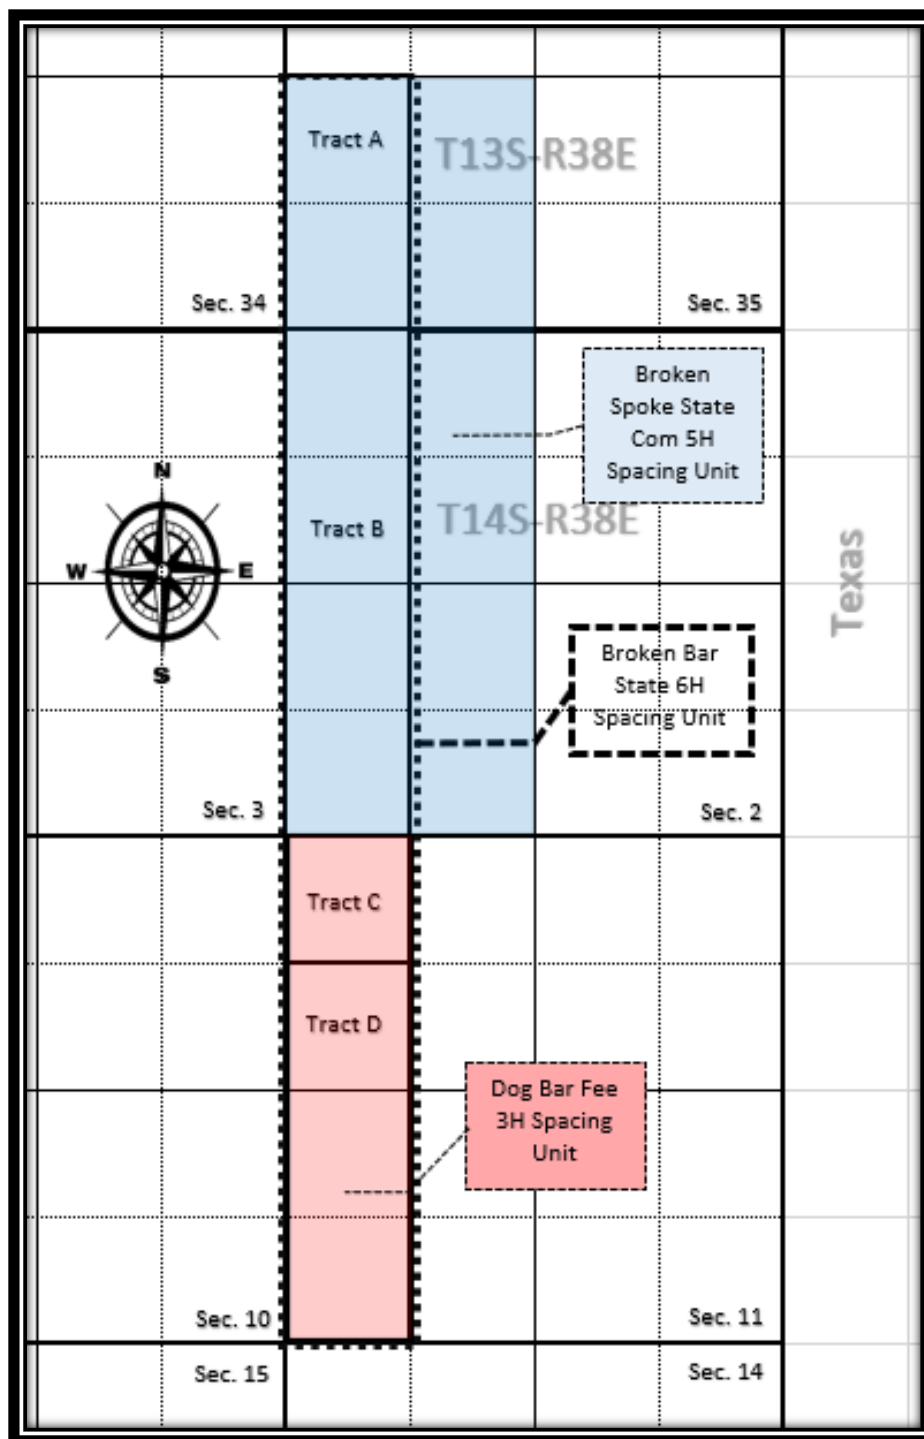 Tract A
T13S-R38E
Sec. 34
Sec. 35
Broken
Spoke State
Com 5H
Spacing Unit
N
W
E
S
Tract B
T14S-R38E
Texas
Broken Bar
State 6H
Spacing Unit
Sec. 3
Sec. 2
Tract C
Tract D
Dog Bar Fee
3H Spacing
Unit
Sec. 10
Sec. 11
Sec. 15
Sec. 14